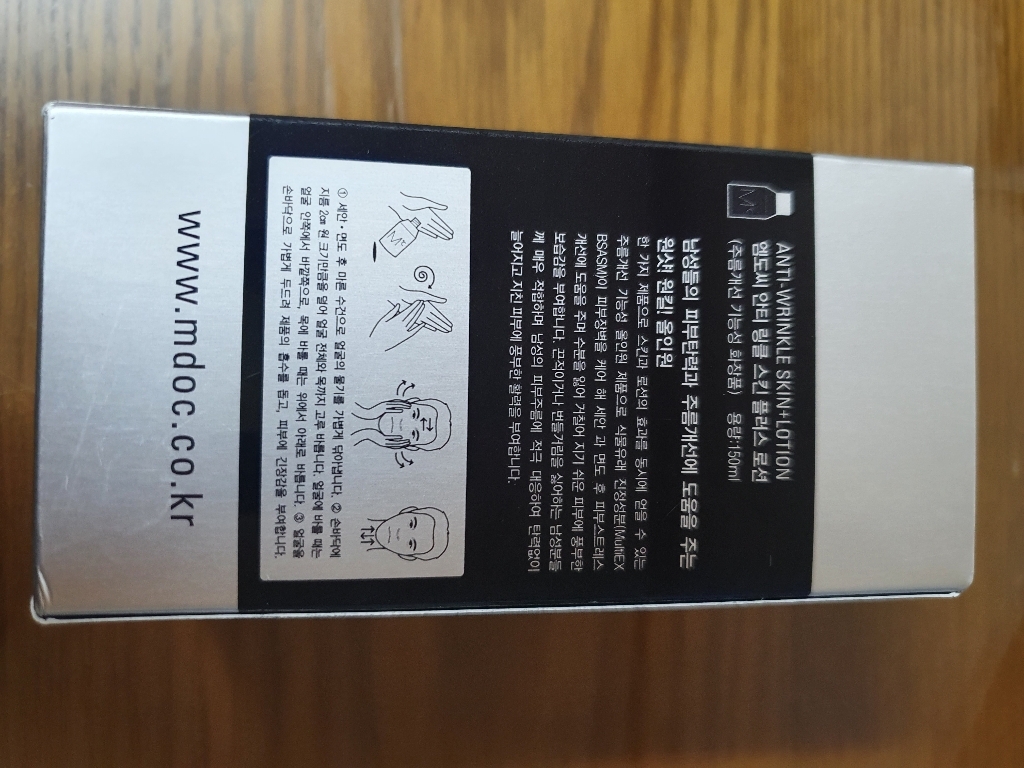 ANTI-WRINKLE SKIN+LOTION
엠도씨 안티 링클 스킨 플러스 로션
(주름개선 기능성 화장품) 용량:150ml
남성들의 피부탄력과 주름개선에 도움을 주는
원샷 원킬! 올인원
한 가지 제품으로 스킨과 로션의 효과를 동시에 얻을 수 있는
주름개선 기능성 올인원 제품으로 식물유래 진정성분(MultiEX
BSASM)이 피부장벽을 케어 해 세안 과 면도 후 피부스트레스
개선에 도움을 주며 수분을 잃어 거칠어 지기 쉬운 피부에 풍부한
보습감을 부여합니다. 끈적이거나 번들거림을 싫어하는 남성분들
께 매우 적합하며 남성의 피부주름에 적극 대응하여 탄력없이
늘어지고 지친 피부에 풍부한 활력을 부여합니다.
① 세안·면도 후 마른 수건으로 얼굴의 물기를 가볍게 닦아냅니다. ② 손바닥에
지름 2㎝ 원 크기만큼을 덜어 얼굴 전체와 목까지 고루 바릅니다. 얼굴에 바를 때는
얼굴 안쪽에서 바깥쪽으로, 목에 바를 때는 위에서 아래로 바릅니다. ③ 얼굴을
손바닥으로 가볍게 두드려 제품의 흡수를 돕고, 피부에 긴장감을 부여합니다.
www.mdoc.co.kr